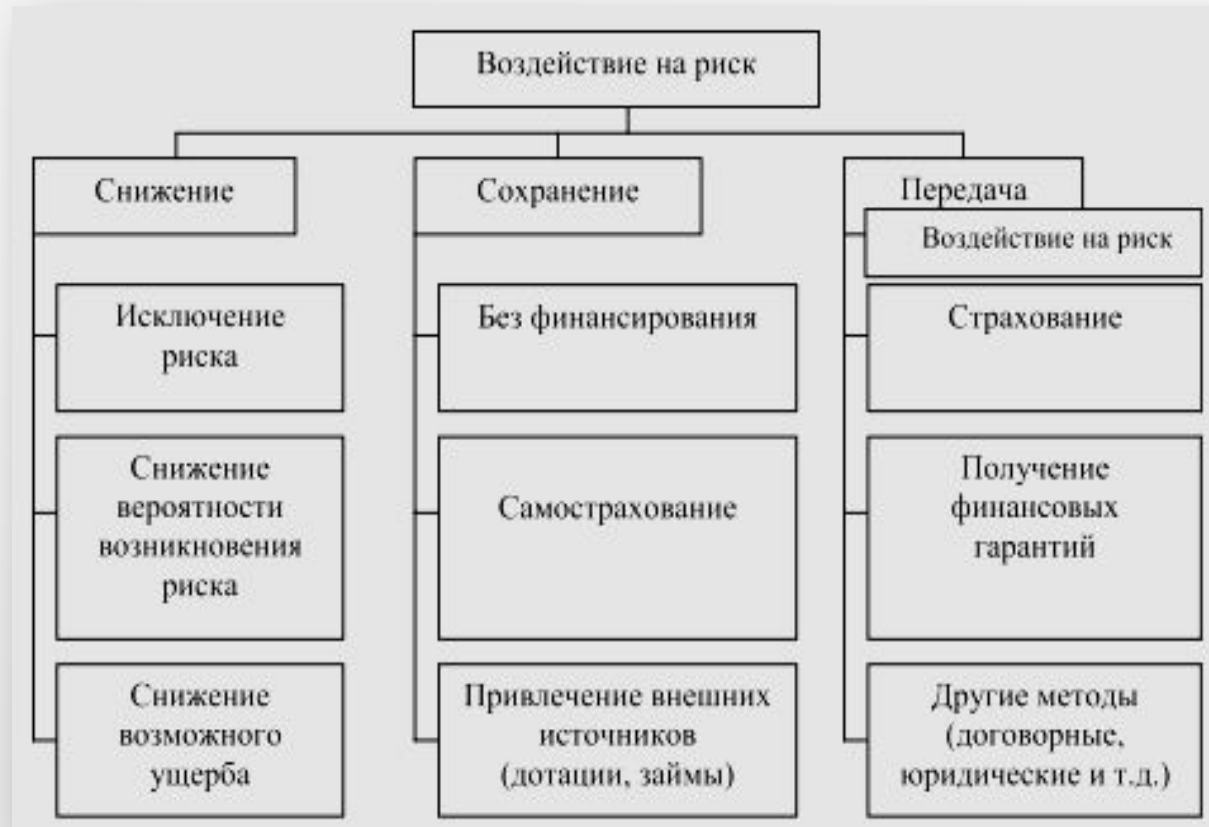 Воздействие на риск
Снижение
Сохранение
Передача
Воздействие на риск
Исключение
риска
Без финансирования
Страхование
Снижение
вероятности
возникновения
риска
Самострахование
Получение
финансовых
гарантий
Снижение
возможного
ущерба
Привлечение внешних
источников
(дотации, займы)
Другие методы
(договорные,
юридические и т.д.)